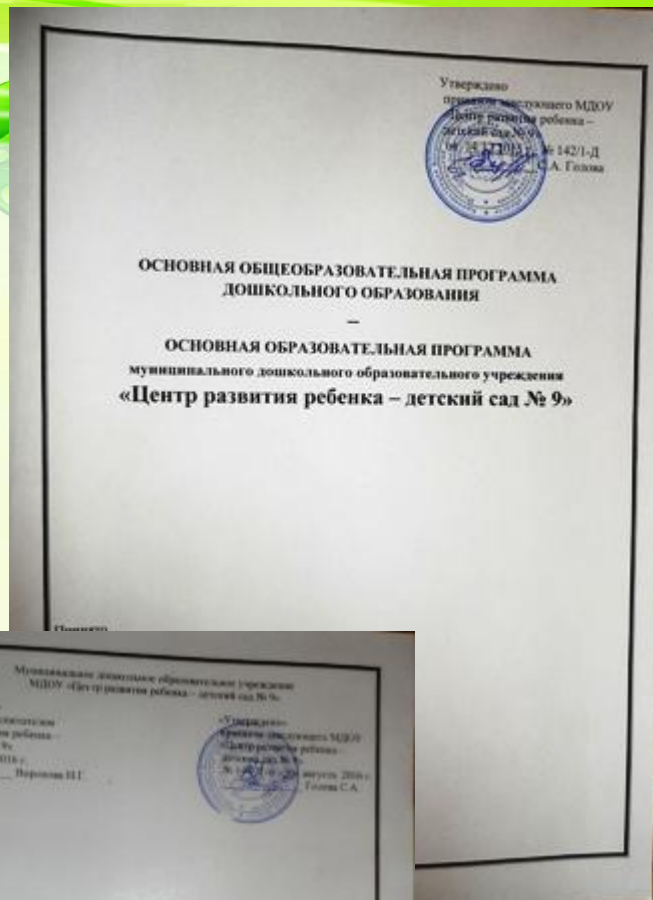 Утверждено
приказом заведующего МДОУ
«Центр развития ребенка –
детский сад № 9»
№ 142/1-Д
С.А. Голова
ОСНОВНАЯ ОБЩЕОБРАЗОВАТЕЛЬНАЯ ПРОГРАММА
ДОШКОЛЬНОГО ОБРАЗОВАНИЯ
–
ОСНОВНАЯ ОБРАЗОВАТЕЛЬНАЯ ПРОГРАММА
муниципального дошкольного образовательного учреждения
«Центр развития ребенка – детский сад № 9»
Муниципальное дошкольное образовательное учреждение
МДОУ «Центр развития ребенка – детский сад № 9»
«Утверждено»
приказом заведующего МДОУ
«Центр развития ребенка –
детский сад № 9»
августа 2016 г.
Голова С.А.